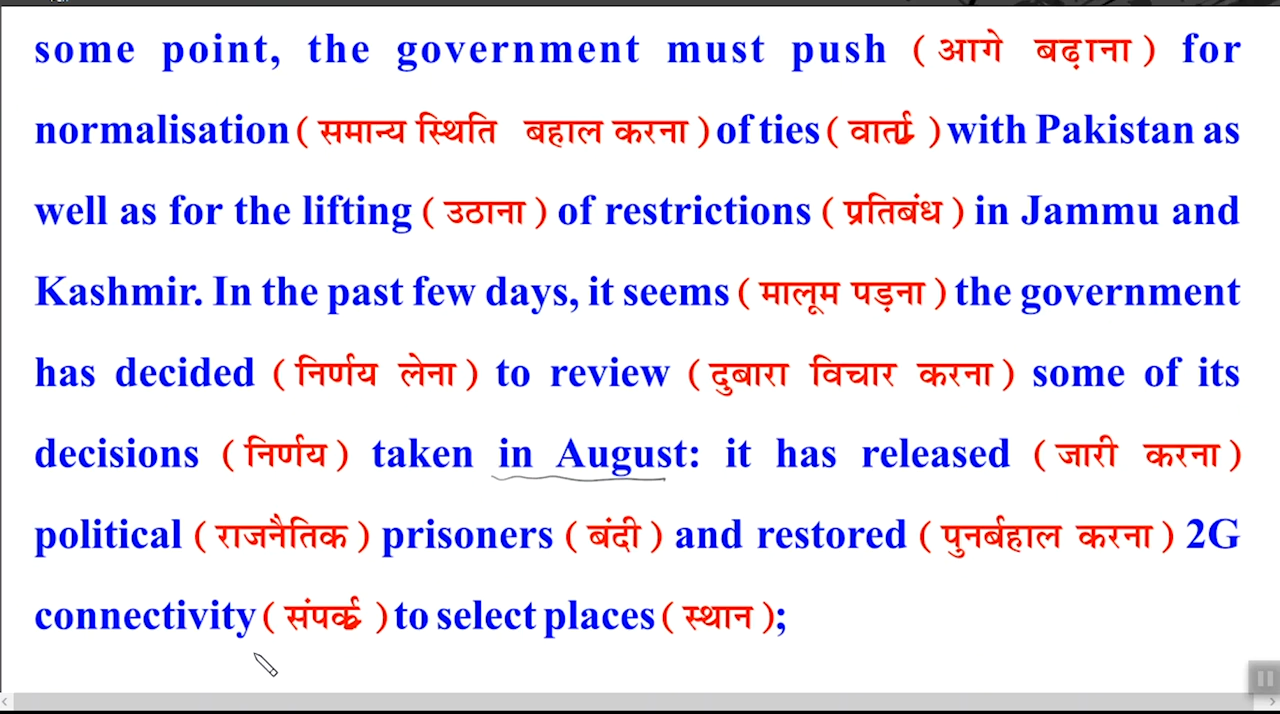 some point, the government must push ( आगे बढ़ाना ) for
normalisation ( समान्य स्थिति बहाल करना ) of ties ( वार्ता ) with Pakistan as
well as for the lifting ( उठाना ) of restrictions ( प्रतिबंध ) in Jammu and
Kashmir. In the past few days, it seems ( मालूम पड़ना ) the government
has decided ( निर्णय लेना ) to review ( दुबारा विचार करना ) some of its
decisions ( निर्णय ) taken in August: it has released ( जारी करना )
political ( राजनैतिक ) prisoners ( बंदी ) and restored ( पुनर्बहाल करना ) 2G
connectivity ( संपर्क ) to select places ( स्थान );